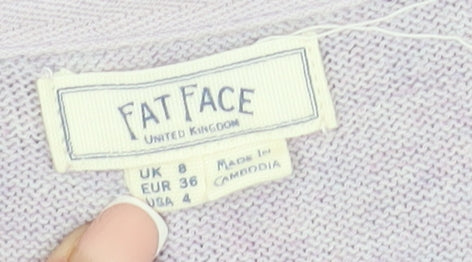 FAT FACE
UNITED KINGDOM
UK 8
EUR 36
USA 4
MADE IN
CAMBODIA